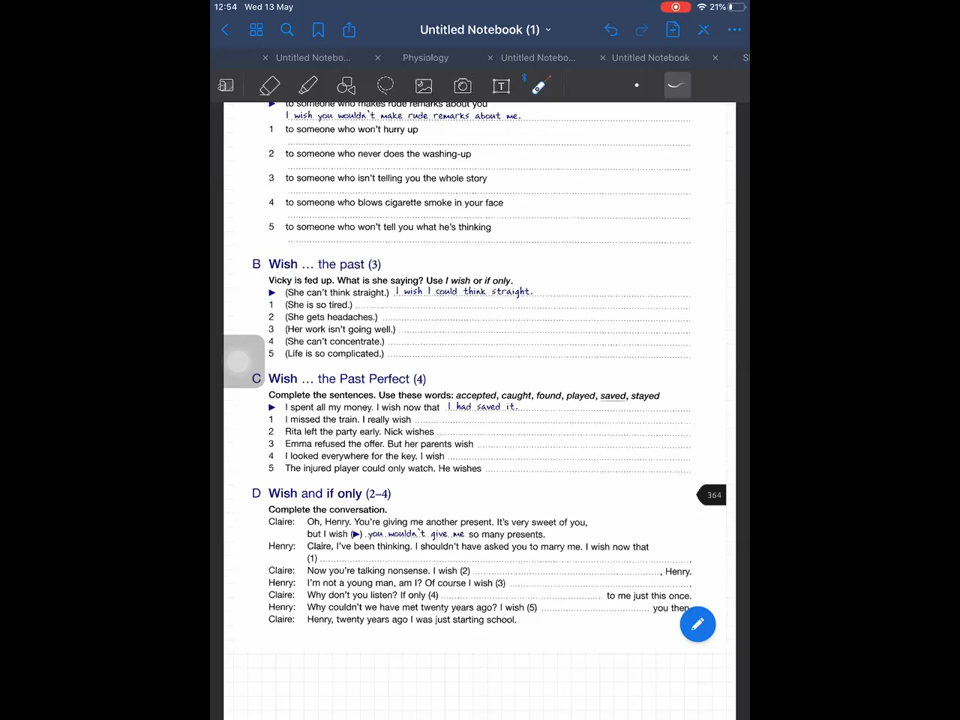 12:54 Wed 13 May 21%
Untitled Notebook (1)
Untitled Notebo... Physiology Untitled Notebo... Untitled Notebook
to someone who makes rude remarks about you
I wish you wouldn't make rude remarks about me.
1 to someone who won't hurry up
2 to someone who never does the washing-up
3 to someone who isn't telling you the whole story
4 to someone who blows cigarette smoke in your face
5 to someone who won't tell you what he's thinking
B Wish ... the past (3)
Vicky is fed up. What is she saying? Use I wish or if only.
(She can't think straight.) I wish I could think straight.
1 (She is so tired.)
2 (She gets headaches.)
3 (Her work isn't going well.)
4 (She can't concentrate.)
5 (Life is so complicated.)
C Wish ... the Past Perfect (4)
Complete the sentences. Use these words: accepted, caught, found, played, saved, stayed
I spent all my money. I wish now that I had saved it.
1 I missed the train. I really wish
2 Rita left the party early. Nick wishes
3 Emma refused the offer. But her parents wish
4 I looked everywhere for the key. I wish
5 The injured player could only watch. He wishes
D Wish and if only (2–4) 364
Complete the conversation.
Claire: Oh, Henry. You're giving me another present. It's very sweet of you,
but I wish (▶) you wouldn't give me so many presents.
Henry: Claire, I've been thinking. I shouldn't have asked you to marry me. I wish now that
(1) .
Claire: Now you're talking nonsense. I wish (2) , Henry.
Henry: I'm not a young man, am I? Of course I wish (3)
Claire: Why don't you listen? If only (4) to me just this once.
Henry: Why couldn't we have met twenty years ago? I wish (5) you then.
Claire: Henry, twenty years ago I was just starting school.